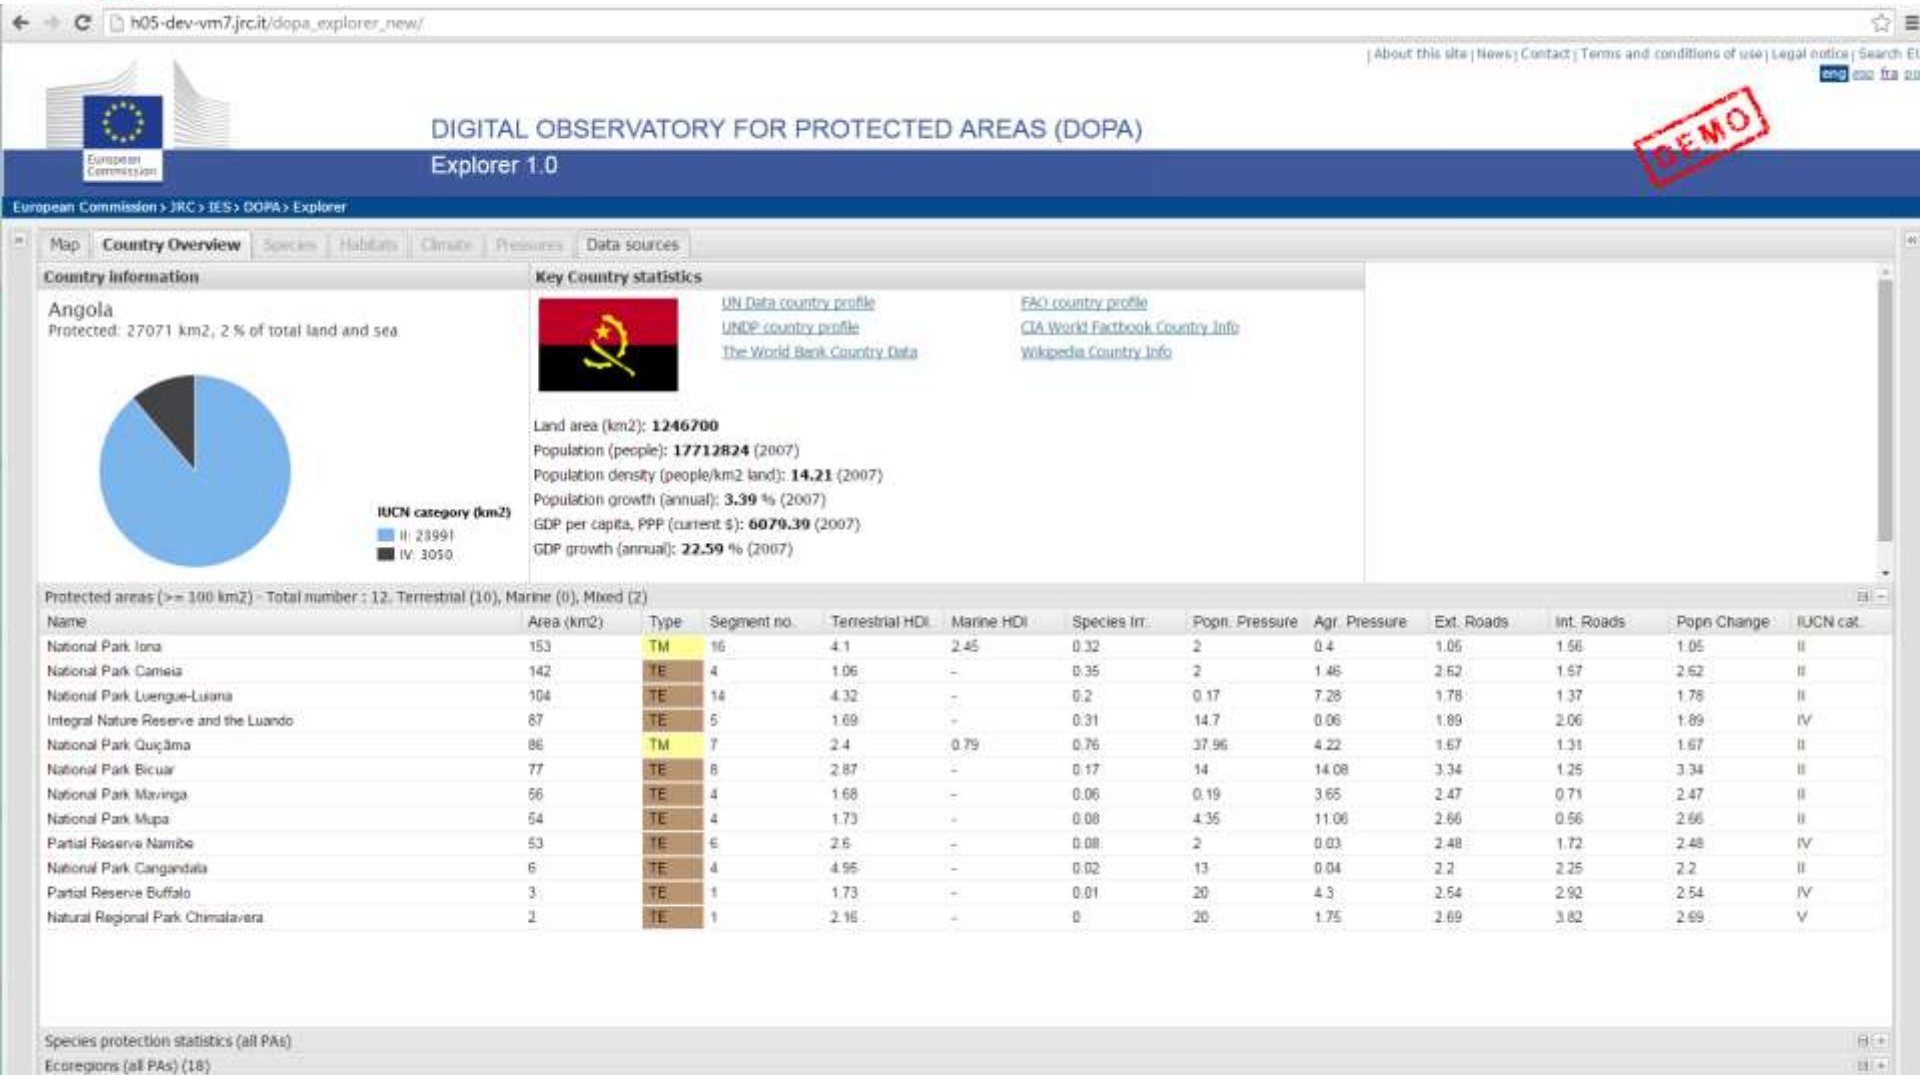 h05-dev-vm7.jrc.it/dopa_explorer_new/
| About this site | News | Contact | Terms and conditions of use | Legal notice | Search EU
eng esp fra
DIGITAL OBSERVATORY FOR PROTECTED AREAS (DOPA)
DEMO
European
Commission
Explorer 1.0
European Commission > JRC > IES > DOPA > Explorer
Map Country Overview Species Habitats Climate Pressures Data sources
Country information
Key Country statistics
Angola
Protected: 27071 km2, 2 % of total land and sea
UN Data country profile FAO country profile
UNDP country profile CIA World Factbook Country Info
The World Bank Country Data Wikipedia Country Info
IUCN category (km2)
II: 23991
IV: 3050
Land area (km2): 1246700
Population (people): 17712824 (2007)
Population density (people/km2 land): 14.21 (2007)
Population growth (annual): 3.39 % (2007)
GDP per capita, PPP (current $): 6079.39 (2007)
GDP growth (annual): 22.59 % (2007)
Protected areas (>= 100 km2) - Total number : 12. Terrestrial (10), Marine (0), Mixed (2)
Name Area (km2) Type Segment no. Terrestrial HDI Marine HDI Species Irr. Popn. Pressure Agr. Pressure Ext. Roads Int. Roads Popn Change IUCN cat.
National Park Iona 153 TM 16 4.1 2.45 0.32 2 0.4 1.05 1.56 1.05 II
National Park Cameia 142 TE 4 1.06 - 0.35 2 1.46 2.62 1.57 2.62 II
National Park Luengue-Luiana 104 TE 14 4.32 - 0.2 0.17 7.28 1.78 1.37 1.78 II
Integral Nature Reserve and the Luando 87 TE 5 1.69 - 0.31 14.7 0.06 1.89 2.06 1.89 IV
National Park Quiçâma 86 TM 7 2.4 0.79 0.76 37.96 4.22 1.67 1.31 1.67 II
National Park Bicuar 77 TE 8 2.87 - 0.17 14 14.08 3.34 1.25 3.34 II
National Park Mavinga 56 TE 4 1.68 - 0.06 0.19 3.65 2.47 0.71 2.47 II
National Park Mupa 54 TE 4 1.73 - 0.08 4.35 11.06 2.66 0.56 2.66 II
Partial Reserve Namibe 53 TE 6 2.6 - 0.08 2 0.03 2.48 1.72 2.48 IV
National Park Cangandala 6 TE 4 4.95 - 0.02 13 0.04 2.2 2.25 2.2 II
Partial Reserve Buffalo 3 TE 1 1.73 - 0.01 20 4.3 2.54 2.92 2.54 IV
Natural Regional Park Chimalavera 2 TE 1 2.16 - 0 20 1.75 2.69 3.82 2.69 V
Species protection statistics (all PAs)
Ecoregions (all PAs) (18)